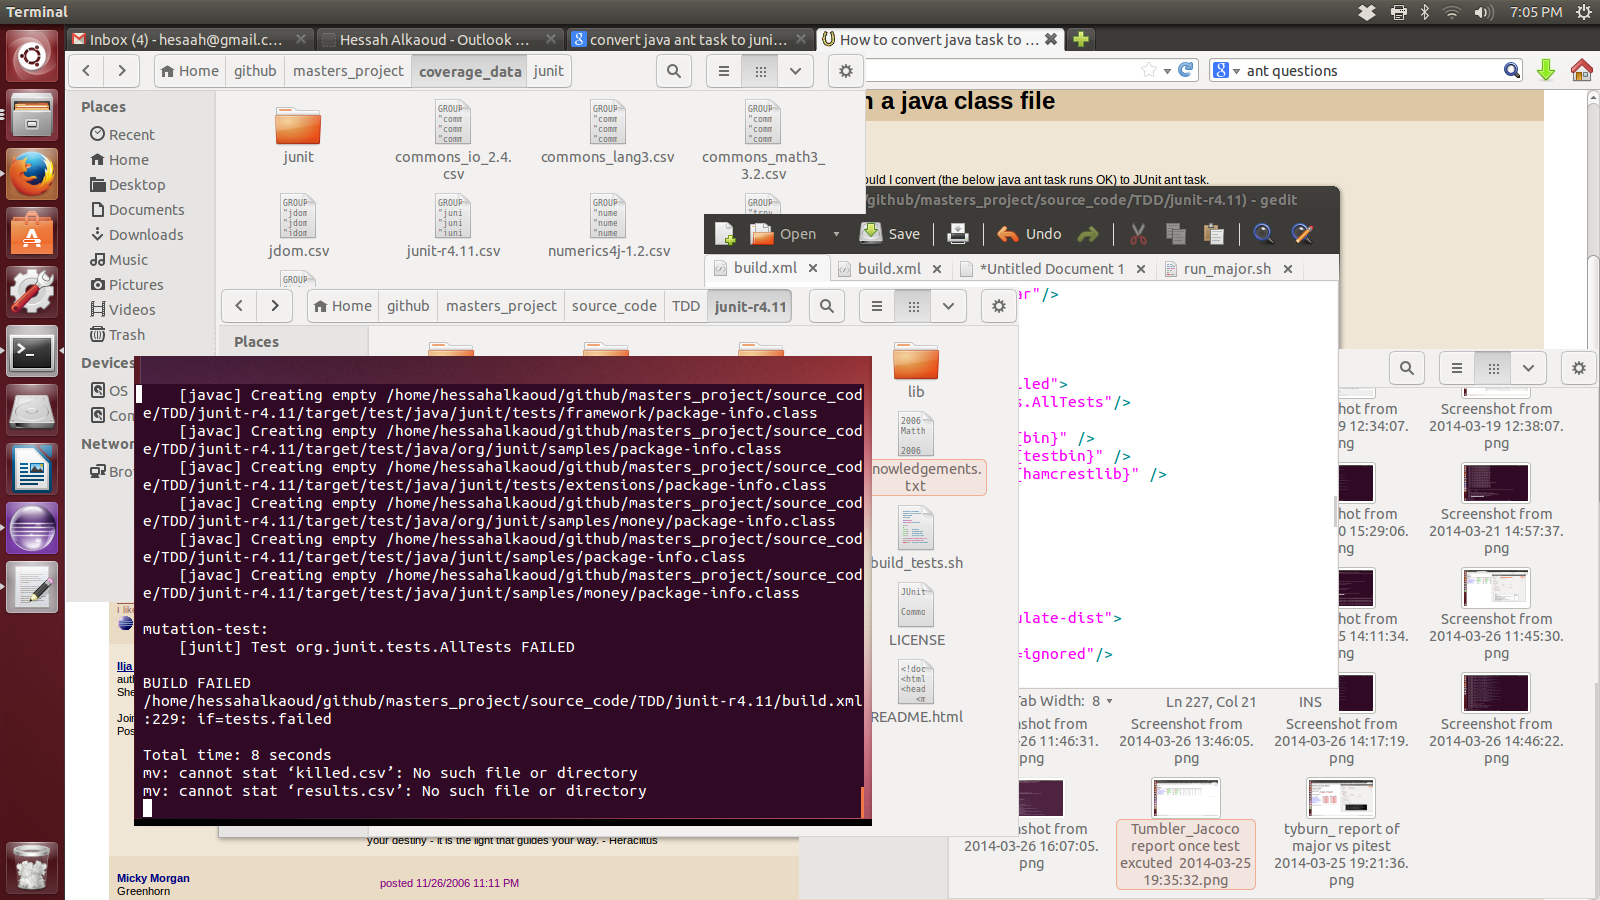 Terminal
7:05 PM
Inbox (4) - hesaah@gmail.c...
Hessah Alkaoud - Outlook ...
convert java ant task to juni...
How to convert java task to ...
Home
github
masters_project
coverage_data
junit
ant questions
Places
Recent
Home
Desktop
Documents
Downloads
Music
Pictures
Videos
Trash
Devices
OS
Con
Networ
Bro
junit
commons_io_2.4.
csv
commons_lang3.csv
commons_math3_
3.2.csv
jdom.csv
junit-r4.11.csv
numerics4j-1.2.csv
n a java class file
ould I convert (the below java ant task runs OK) to JUnit ant task.
/github/masters_project/source_code/TDD/junit-r4.11) - gedit
Open
Save
Undo
build.xml
build.xml
*Untitled Document 1
run_major.sh
ar"/>
led">
s.AllTests"/>
bin}" />
testbin}" />
hamcrestlib}" />
ulate-dist">
=ignored"/>
Tab Width: 8
Ln 227, Col 21
INS
Home
github
masters_project
source_code
TDD
junit-r4.11
Places
lib
nowledgements.
txt
build_tests.sh
LICENSE
README.html
[javac] Creating empty /home/hessahalkaoud/github/masters_project/source_cod
e/TDD/junit-r4.11/target/test/java/junit/tests/framework/package-info.class
[javac] Creating empty /home/hessahalkaoud/github/masters_project/source_cod
e/TDD/junit-r4.11/target/test/java/org/junit/samples/package-info.class
[javac] Creating empty /home/hessahalkaoud/github/masters_project/source_cod
e/TDD/junit-r4.11/target/test/java/junit/tests/extensions/package-info.class
[javac] Creating empty /home/hessahalkaoud/github/masters_project/source_cod
e/TDD/junit-r4.11/target/test/java/org/junit/samples/money/package-info.class
[javac] Creating empty /home/hessahalkaoud/github/masters_project/source_cod
e/TDD/junit-r4.11/target/test/java/junit/samples/package-info.class
[javac] Creating empty /home/hessahalkaoud/github/masters_project/source_cod
e/TDD/junit-r4.11/target/test/java/junit/samples/money/package-info.class
mutation-test:
[junit] Test org.junit.tests.AllTests FAILED
BUILD FAILED
/home/hessahalkaoud/github/masters_project/source_code/TDD/junit-r4.11/build.xml
:229: if=tests.failed
Total time: 8 seconds
mv: cannot stat ‘killed.csv’: No such file or directory
mv: cannot stat ‘results.csv’: No such file or directory
hot from
9 12:34:07.
ng
Screenshot from
2014-03-19 12:38:07.
png
hot from
0 15:29:06.
ng
Screenshot from
2014-03-21 14:57:37.
png
hot from
5 14:11:34.
ng
Screenshot from
2014-03-26 11:45:30.
png
nshot from
-26 11:46:31.
png
Screenshot from
2014-03-26 13:46:05.
png
Screenshot from
2014-03-26 14:17:19.
png
Screenshot from
2014-03-26 14:46:22.
png
nshot from
2014-03-26 16:07:05.
png
Tumbler_Jacoco
report once test
excuted 2014-03-25
19:35:32.png
tyburn_ report of
major vs pitest
2014-03-25 19:21:36.
png
I like
Ilja
auth
She
Join
Pos
your destiny - it is the light that guides your way. - Heraclitus
Micky Morgan
Greenhorn
posted 11/26/2006 11:11 PM